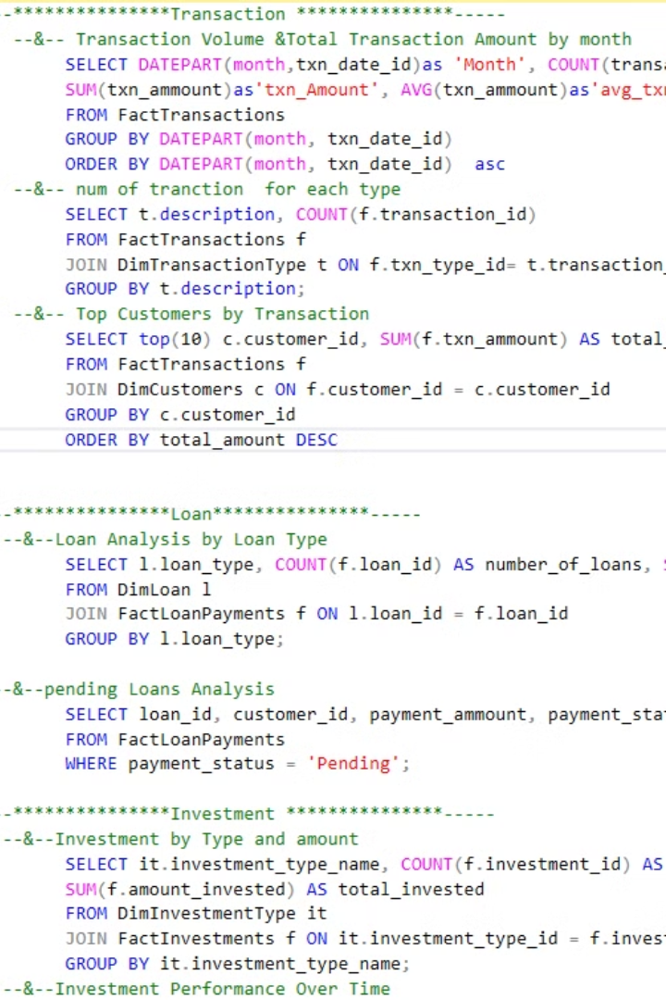 --***************Transaction ***************-----
--&-- Transaction Volume &Total Transaction Amount by month
SELECT DATEPART(month,txn_date_id)as 'Month', COUNT(
SUM(txn_ammount)as'txn_Amount', AVG(txn_ammount)as
FROM FactTransactions
GROUP BY DATEPART(month, txn_date_id)
ORDER BY DATEPART(month, txn_date_id)  asc
--&-- num of tranction  for each type
SELECT t.description, COUNT(f.transaction_id)
FROM FactTransactions f
JOIN DimTransactionType t ON f.txn_type_id= t.transaction_
GROUP BY t.description;
--&-- Top Customers by Transaction
SELECT top(10) c.customer_id, SUM(f.txn_ammount) AS total_
FROM FactTransactions f
JOIN DimCustomers c ON f.customer_id = c.customer_id
GROUP BY c.customer_id
ORDER BY total_amount DESC
--***************Loan***************-----
--&--Loan Analysis by Loan Type
SELECT l.loan_type, COUNT(f.loan_id) AS number_of_loans,
FROM DimLoan l
JOIN FactLoanPayments f ON l.loan_id = f.loan_id
GROUP BY l.loan_type;
--&--pending Loans Analysis
SELECT loan_id, customer_id, payment_ammount,
FROM FactLoanPayments
WHERE payment_status = 'Pending';
--***************Investment ***************-----
--&--Investment by Type and amount
SELECT it.investment_type_name, COUNT(f.investment_id) AS
SUM(f.amount_invested) AS total_invested
FROM DimInvestmentType it
JOIN FactInvestments f ON it.investment_type_id =
GROUP BY it.investment_type_name;
--&--Investment Performance Over Time